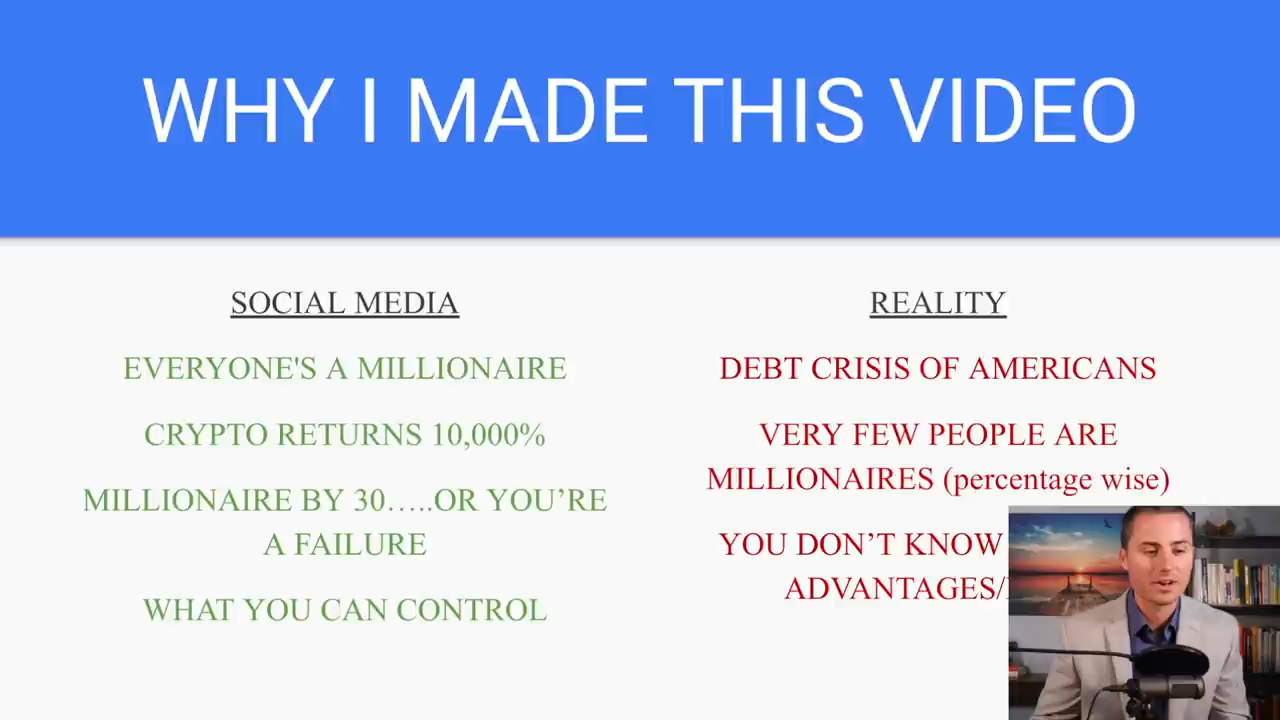 WHY I MADE THIS VIDEO
SOCIAL MEDIA
EVERYONE'S A MILLIONAIRE
CRYPTO RETURNS 10,000%
MILLIONAIRE BY 30…..OR YOU’RE
A FAILURE
WHAT YOU CAN CONTROL
REALITY
DEBT CRISIS OF AMERICANS
VERY FEW PEOPLE ARE
MILLIONAIRES (percentage wise)
YOU DON’T KNOW
ADVANTAGES/